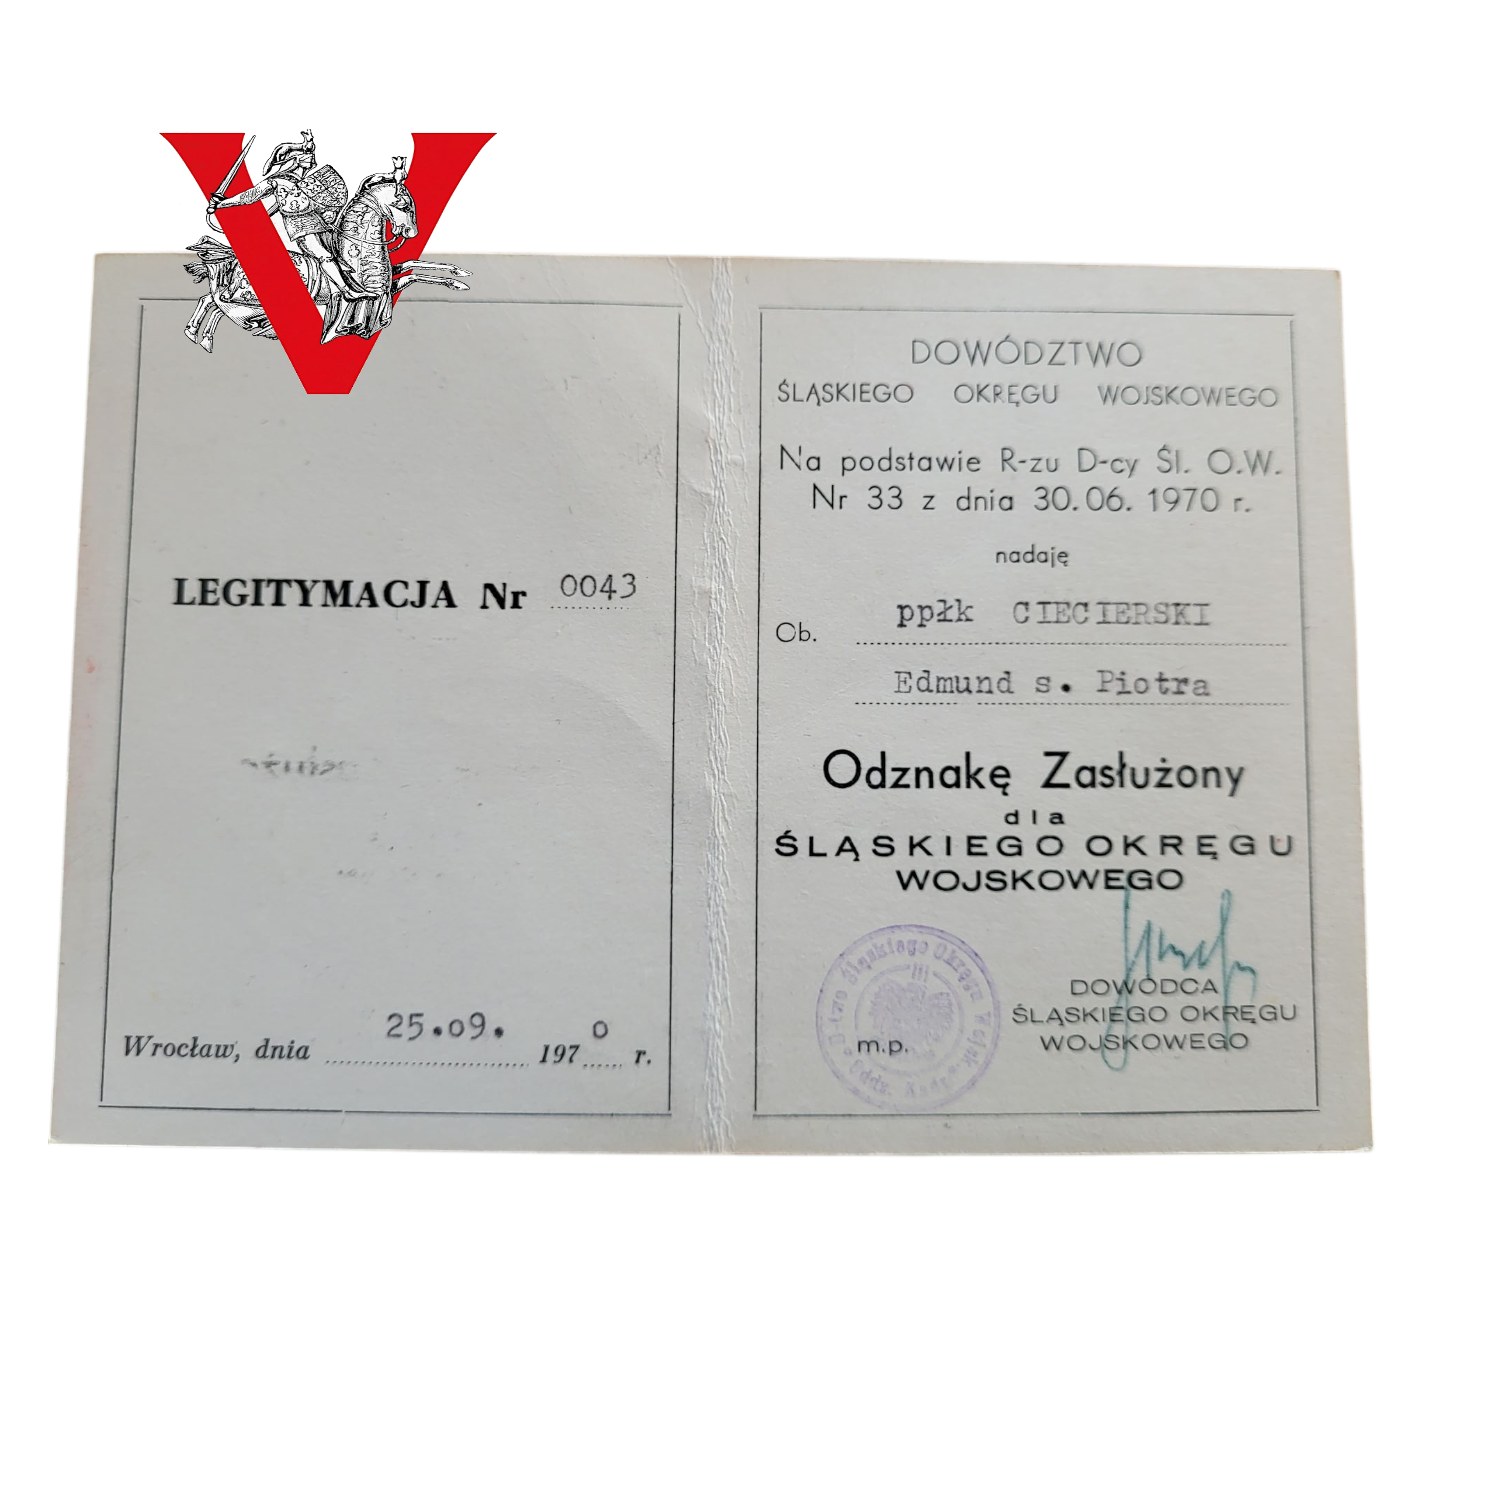 V
LEGITYMACJA Nr 0043
Wrocław, dnia 25.09. 1970 r.
DOWÓDZTWO
ŚLĄSKIEGO OKRĘGU WOJSKOWEGO
Na podstawie R-zu D-cy Śl. O.W.
Nr 33 z dnia 30.06. 1970 r.
nadaję
Ob. ppłk CIECIERSKI
Edmund s. Piotra
Odznakę Zasłużony
dla
ŚLĄSKIEGO OKRĘGU
WOJSKOWEGO
Śląskiego Okręgu
m.p.
DOWÓDCA
ŚLĄSKIEGO OKRĘGU
WOJSKOWEGO